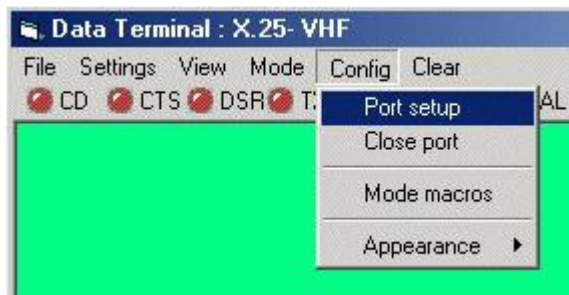 Data Terminal : X.25- VHF
File Settings View Mode Config Clear
CD CTS DSR AL
Port setup
Close port
Mode macros
Appearance